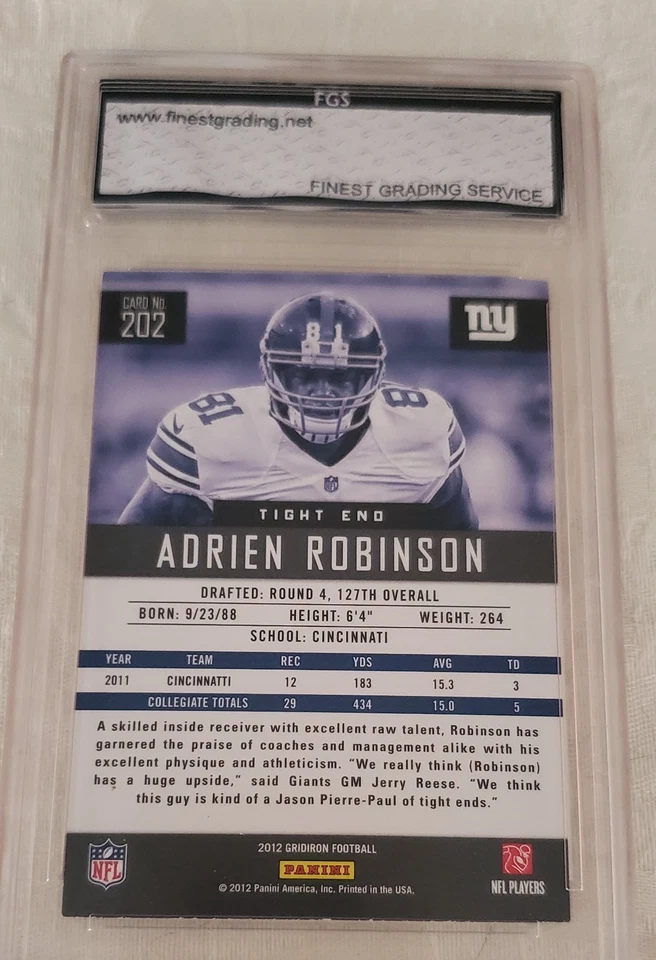 FGS
www.finestgrading.net
FINEST GRADING SERVICE
CARD No.
202
ny
81
81
8
TIGHT END
ADRIEN ROBINSON
DRAFTED: ROUND 4, 127TH OVERALL
BORN: 9/23/88 HEIGHT: 6'4" WEIGHT: 264
SCHOOL: CINCINNATI
YEAR TEAM REC YDS AVG TD
2011 CINCINNATTI 12 183 15.3 3
COLLEGIATE TOTALS 29 434 15.0 5
A skilled inside receiver with excellent raw talent, Robinson has
garnered the praise of coaches and management alike with his
excellent physique and athleticism. "We really think (Robinson)
has a huge upside," said Giants GM Jerry Reese. "We think
this guy is kind of a Jason Pierre-Paul of tight ends."
2012 GRIDIRON FOOTBALL
PANINI
© 2012 Panini America, Inc. Printed in the USA.
NFL
NFL PLAYERS